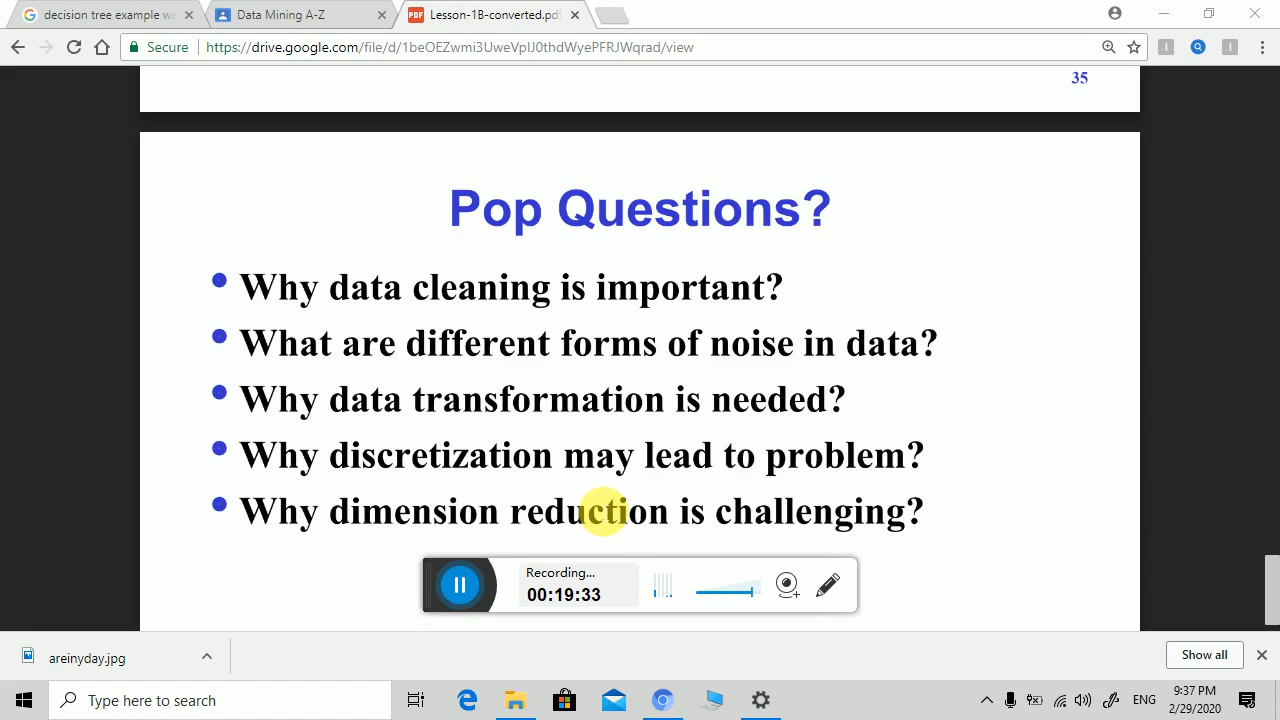 decision tree example we
Data Mining A-Z
PDF Lesson-1B-converted.pdf
Secure https://drive.google.com/file/d/1beOEZwmi3UweVpIJ0thdWyePFRJWqrad/view
35
Pop Questions?
• Why data cleaning is important?
• What are different forms of noise in data?
• Why data transformation is needed?
• Why discretization may lead to problem?
• Why dimension reduction is challenging?
Recording...
00:19:33
areinyday.jpg
Show all
Type here to search
ENG
9:37 PM
2/29/2020